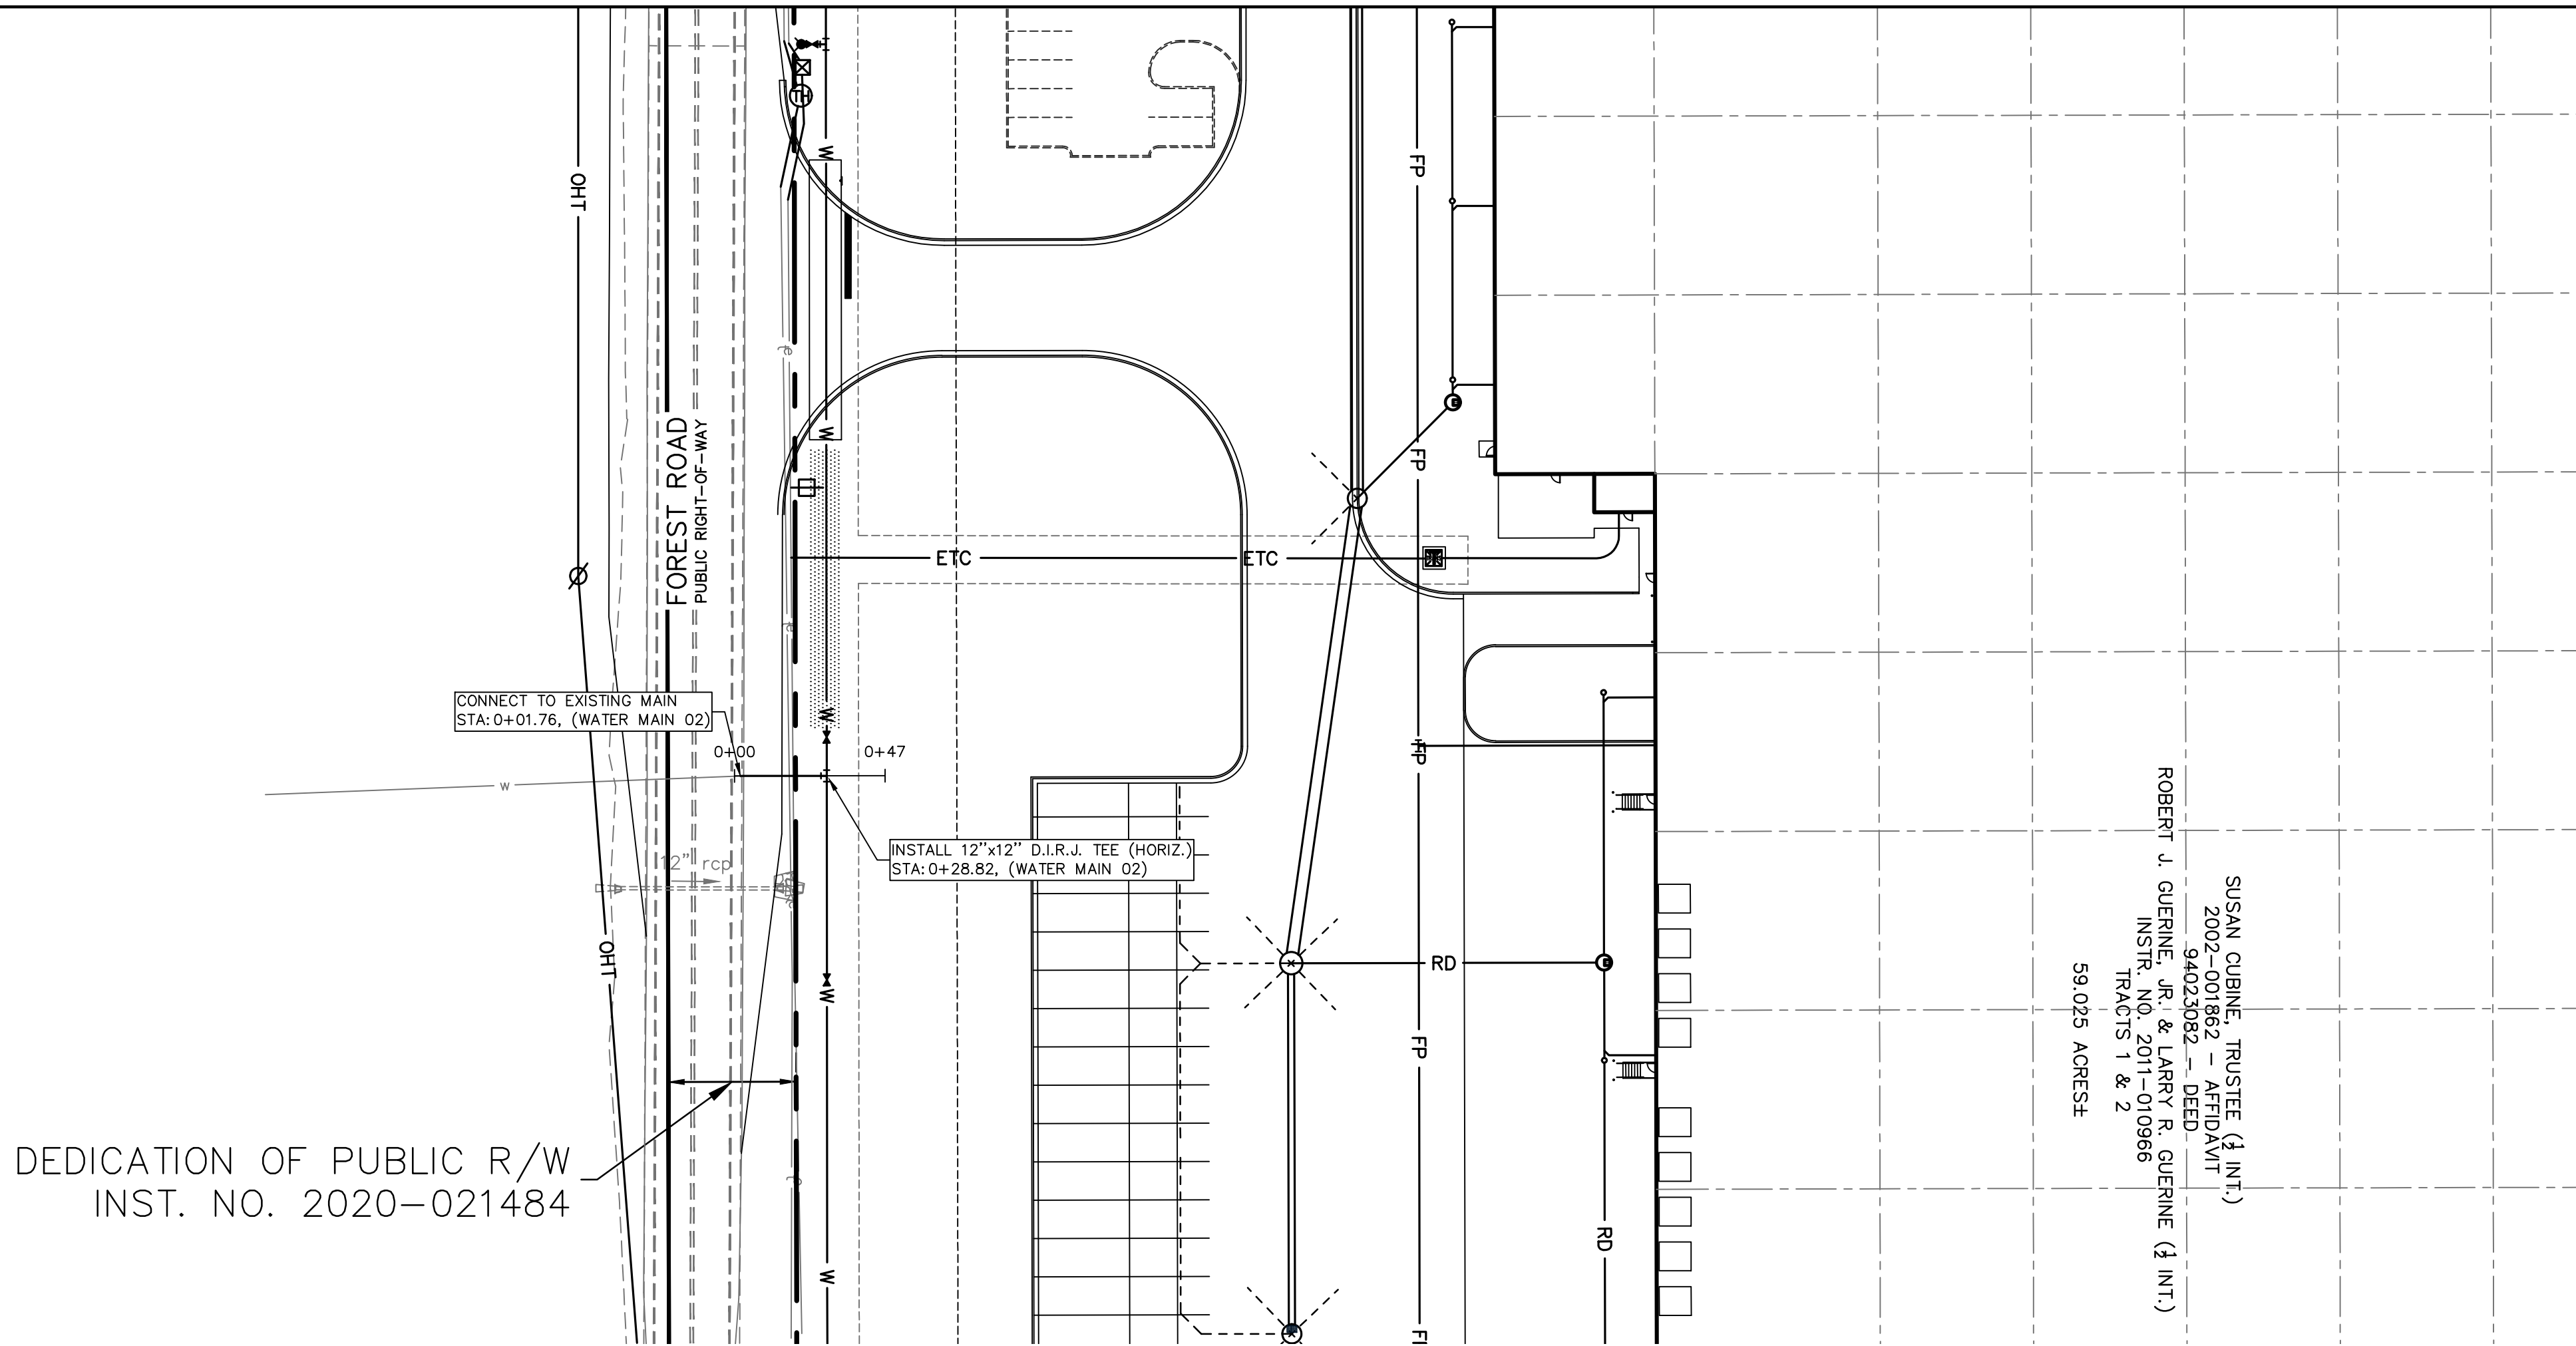 OHT
W
FP
FOREST ROAD
PUBLIC RIGHT-OF-WAY
e
t
W
FP
ETC
ETC
e
t
CONNECT TO EXISTING MAIN
STA: 0+01.76, (WATER MAIN 02)
0+00
0+47
W
FP
w
INSTALL 12"x12" D.I.R.J. TEE (HORIZ.)
STA: 0+28.82, (WATER MAIN 02)
12" rcp
OHT
W
RD
FP
SUSAN CUBINE, TRUSTEE (½ INT.)
2002-001862 - AFFIDAVIT
94023082 - DEED
ROBERT J. GUERINE, JR. & LARRY R. GUERINE (½ INT.)
INSTR. NO. 2011-010966
TRACTS 1 & 2
59.025 ACRES±
DEDICATION OF PUBLIC R/W
INST. NO. 2020-021484
t
RD
W